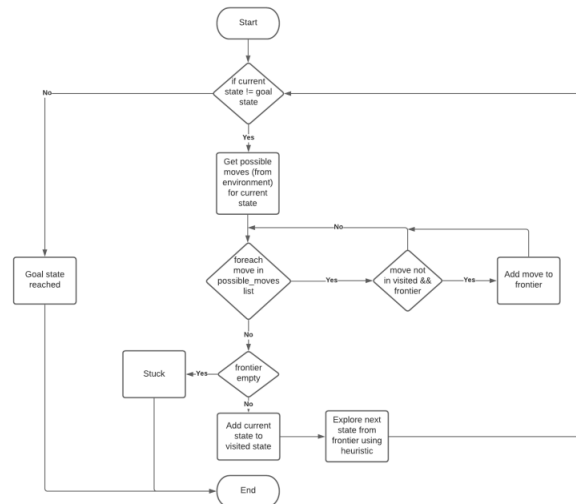 Start
if current
state != goal
state
No
Yes
Get possible
moves (from
environment)
for current
state
No
Goal state
reached
foreach
move in
possible_moves
list
Yes
move not
in visited &&
frontier
Yes
Add move to
frontier
No
Stuck
Yes
frontier
empty
No
Add current
state to
visited state
Explore next
state from
frontier using
heuristic
End